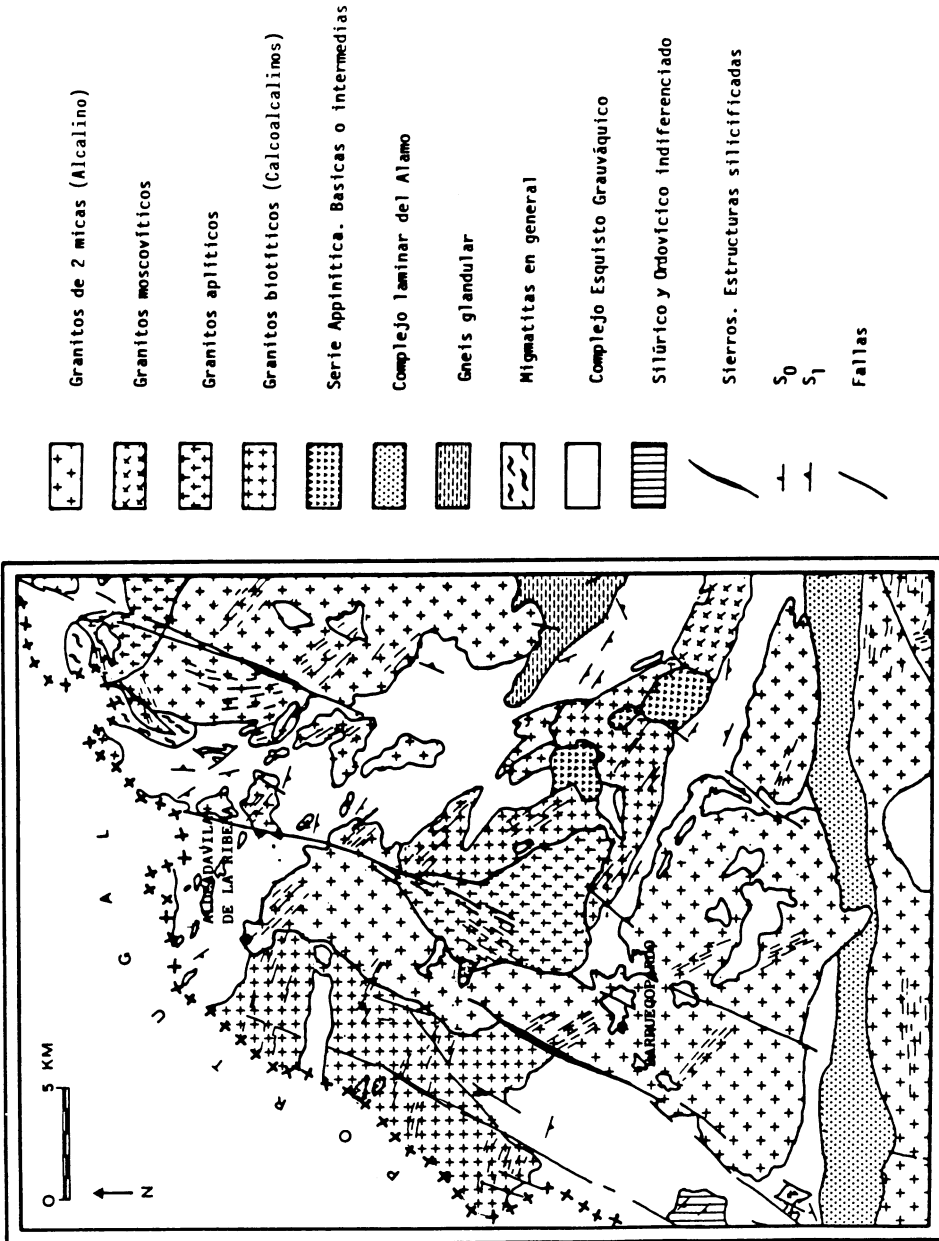 P O R T U G A L
ALDEADAVILA
DE LA RIBERA
BARRUECOPARDO
0 5 KM
N
Granitos de 2 micas (Alcalino)
Granitos moscovíticos
Granitos aplíticos
Granitos biotíticos (Calcoalcalinos)
Serie Appinítica. Basicas o intermedias
Complejo laminar del Alamo
Gneis glandular
Migmatitas en general
Complejo Esquisto Grauváquico
Silúrico y Ordovícico indiferenciado
Sierros. Estructuras silicificadas
S0
S1
Fallas